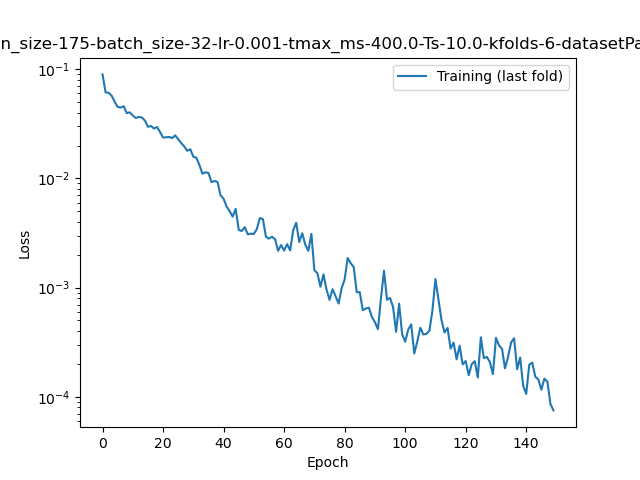 n_size-175-batch_size-32-lr-0.001-tmax_ms-400.0-Ts-10.0-kfolds-6-datasetPa
Training (last fold)
Loss
10⁻¹
10⁻²
10⁻³
10⁻⁴
0 20 40 60 80 100 120 140
Epoch